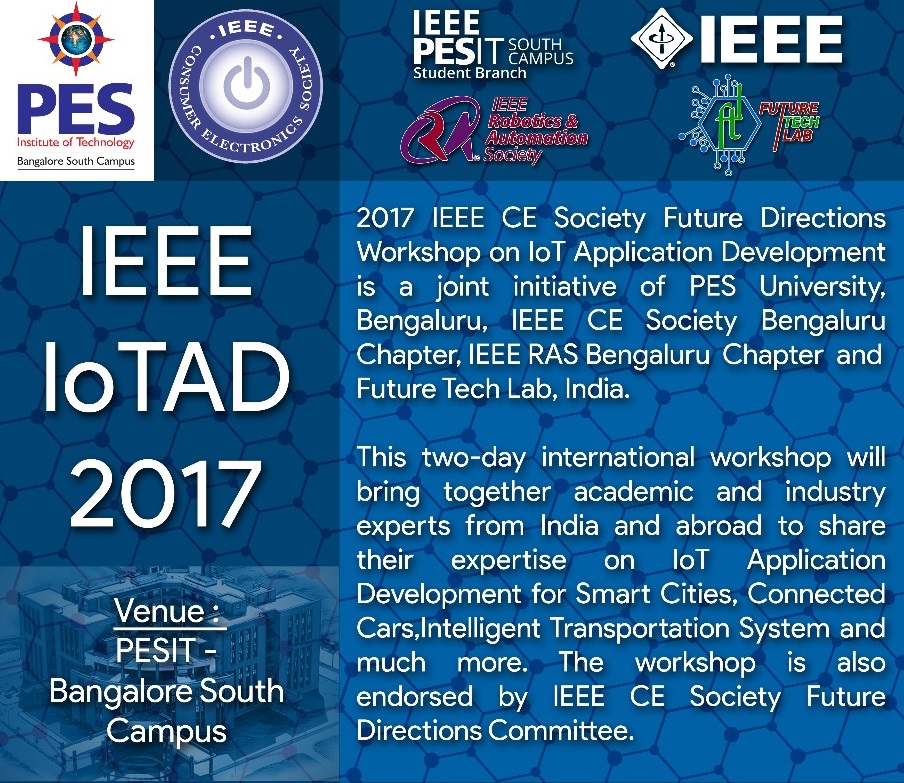 PES
Institute of Technology
Bangalore South Campus
· IEEE ·
CONSUMER ELECTRONICS SOCIETY
IEEE
PESIT SOUTH CAMPUS
Student Branch
IEEE
IEEE
Robotics &
Automation
Society
ftl
FUTURE
TECH
LAB
IEEE
IoTAD
2017
Venue :
PESIT -
Bangalore South
Campus
2017 IEEE CE Society Future Directions
Workshop on IoT Application Development
is a joint initiative of PES University,
Bengaluru, IEEE CE Society Bengaluru
Chapter, IEEE RAS Bengaluru Chapter and
Future Tech Lab, India.
This two-day international workshop will
bring together academic and industry
experts from India and abroad to share
their expertise on IoT Application
Development for Smart Cities, Connected
Cars,Intelligent Transportation System and
much more. The workshop is also
endorsed by IEEE CE Society Future
Directions Committee.